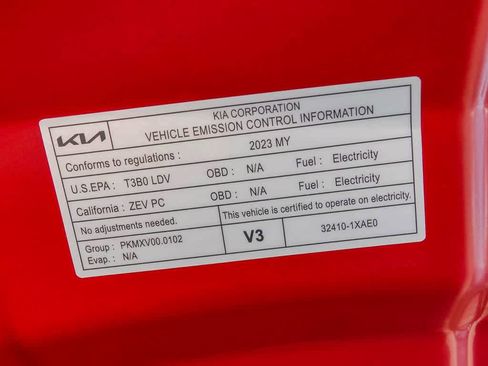 KIA
KIA CORPORATION
VEHICLE EMISSION CONTROL INFORMATION
Conforms to regulations : 2023 MY
U.S.EPA : T3B0 LDV OBD : N/A Fuel : Electricity
California : ZEV PC OBD : N/A Fuel : Electricity
No adjustments needed. This vehicle is certified to operate on electricity.
Group : PKMXV00.0102
Evap. : N/A
V3
32410-1XAE0